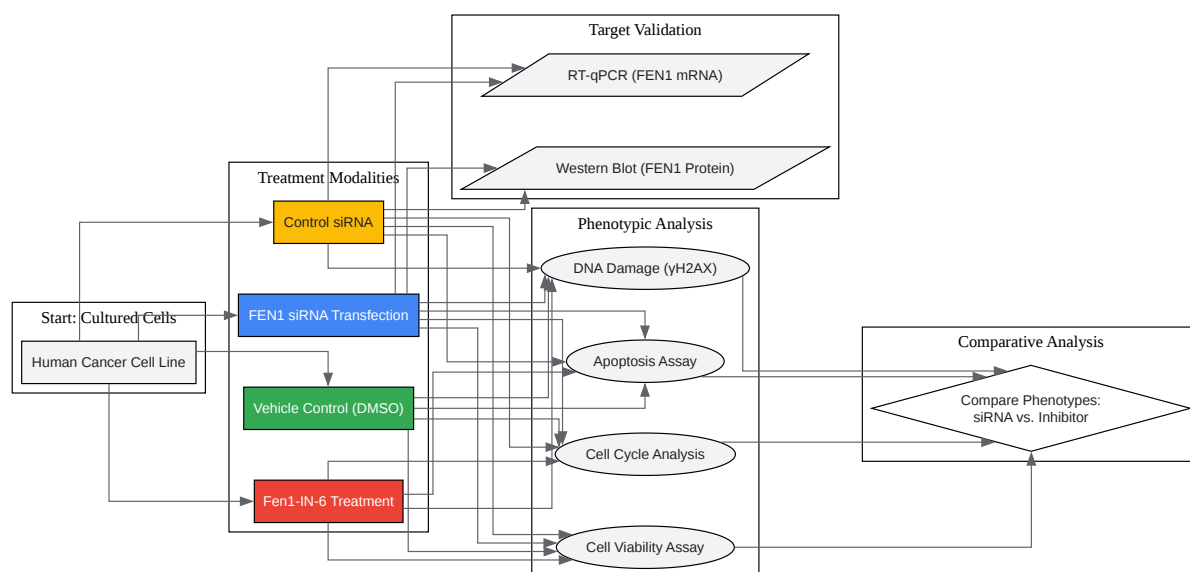 Target Validation
RT-qPCR (FEN1 mRNA)
Western Blot (FEN1 Protein)
Treatment Modalities
Control siRNA
FEN1 siRNA Transfection
Vehicle Control (DMSO)
Fen1-IN-6 Treatment
Start: Cultured Cells
Human Cancer Cell Line
Phenotypic Analysis
DNA Damage (γH2AX)
Apoptosis Assay
Cell Cycle Analysis
Cell Viability Assay
Comparative Analysis
Compare Phenotypes:
siRNA vs. Inhibitor